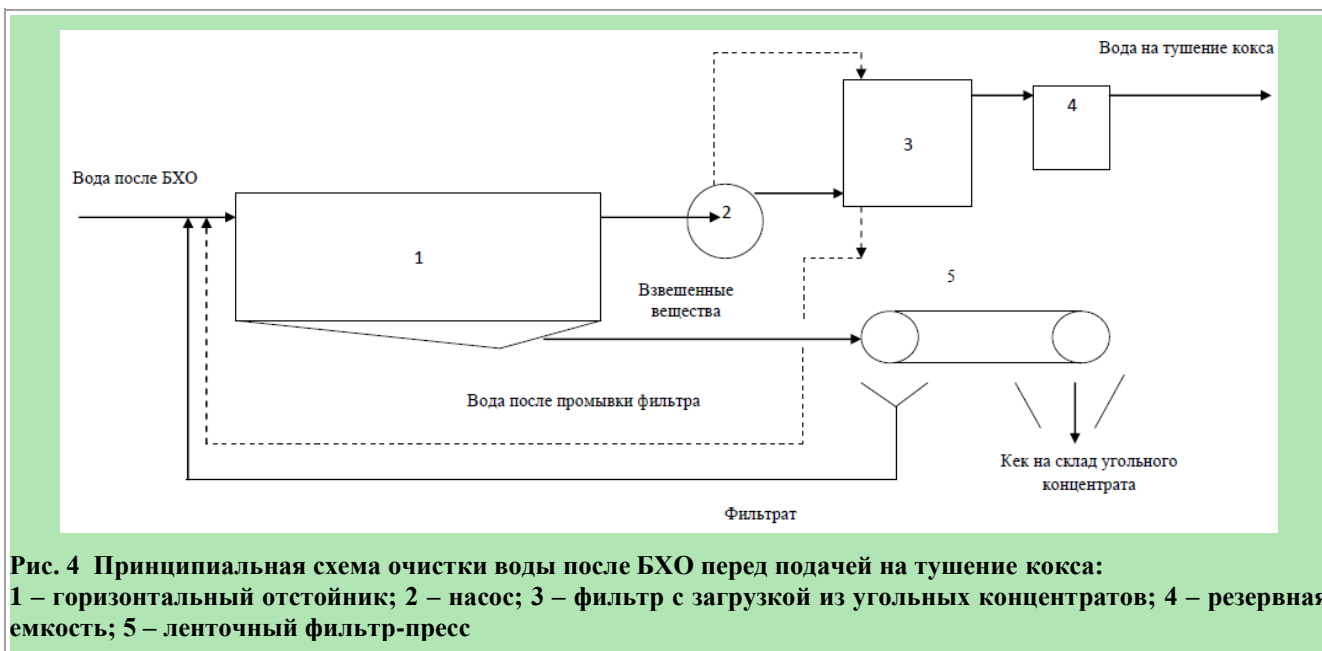 Вода на тушение кокса
4
3
Вода после БХО
2
1
5
Взвешенные
вещества
Вода после промывки фильтра
Кек на склад угольного
концентрата
Фильтрат
Рис. 4 Принципиальная схема очистки воды после БХО перед подачей на тушение кокса:
1 – горизонтальный отстойник; 2 – насос; 3 – фильтр с загрузкой из угольных концентратов; 4 – резервная
емкость; 5 – ленточный фильтр-пресс